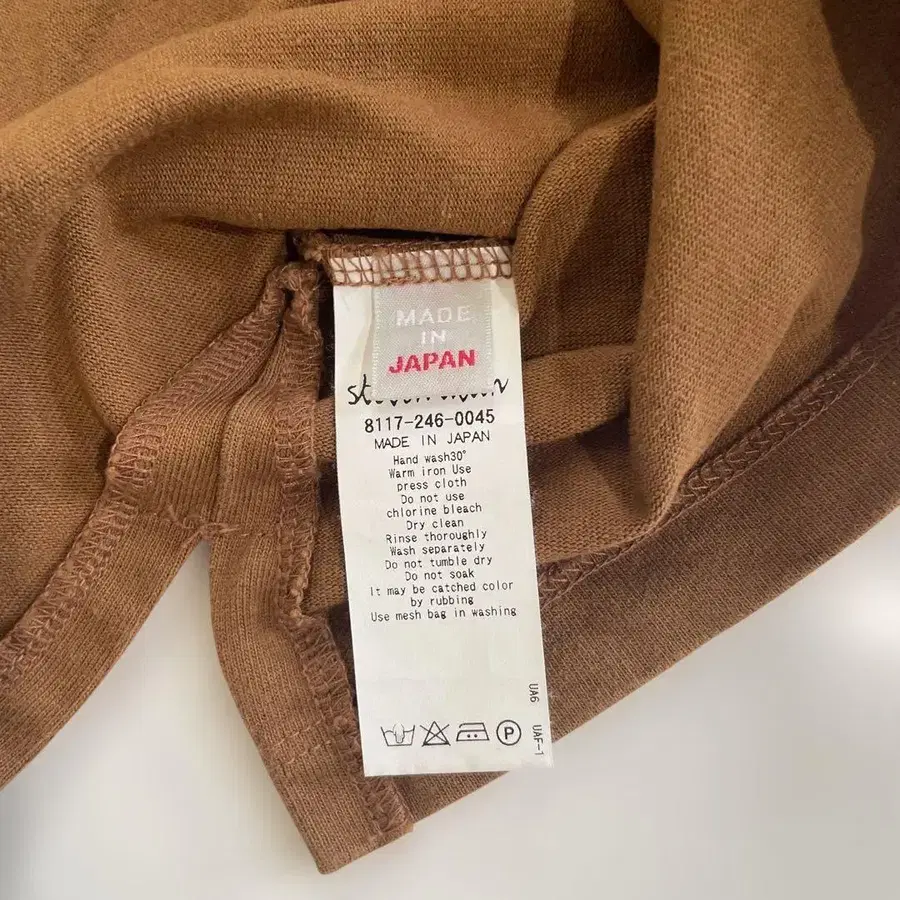 MADE
IN
JAPAN
8117-246-0045
MADE IN JAPAN
Hand wash30°
Warm iron Use
press cloth
Do not use
chlorine bleach
Dry clean
Rinse thoroughly
Wash separately
Do not tumble dry
Do not soak
It may be catched color
by rubbing
Use mesh bag in washing
UA6 UAF-1
P